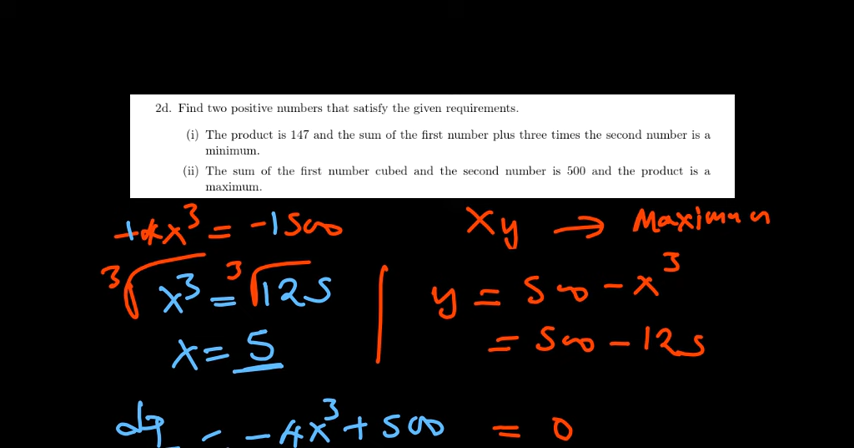 2d. Find two positive numbers that satisfy the given requirements.
(i) The product is 147 and the sum of the first number plus three times the second number is a
minimum.
(ii) The sum of the first number cubed and the second number is 500 and the product is a
maximum.
xy → Maximum
x³ = -1500
∛x³ = ∛125
x = 5
y = 500 - x³
= 500 - 125
dy = -4x³ + 500 = 0